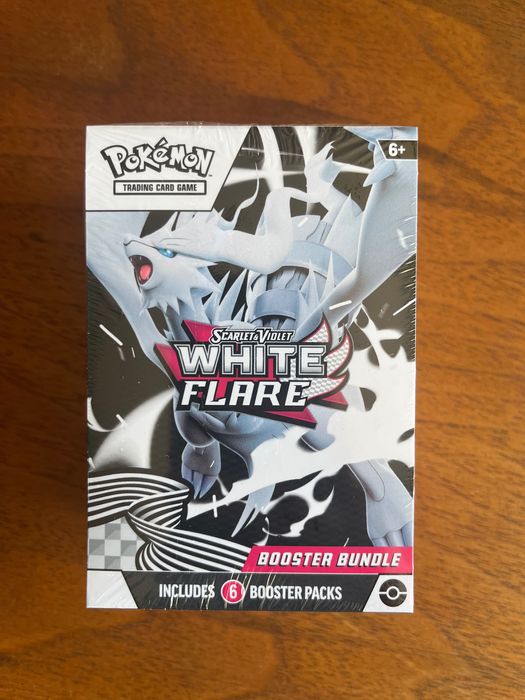 6+
POKéMON
TRADING CARD GAME
SCARLET & VIOLET
WHITE
FLARE
BOOSTER BUNDLE
INCLUDES 6 BOOSTER PACKS